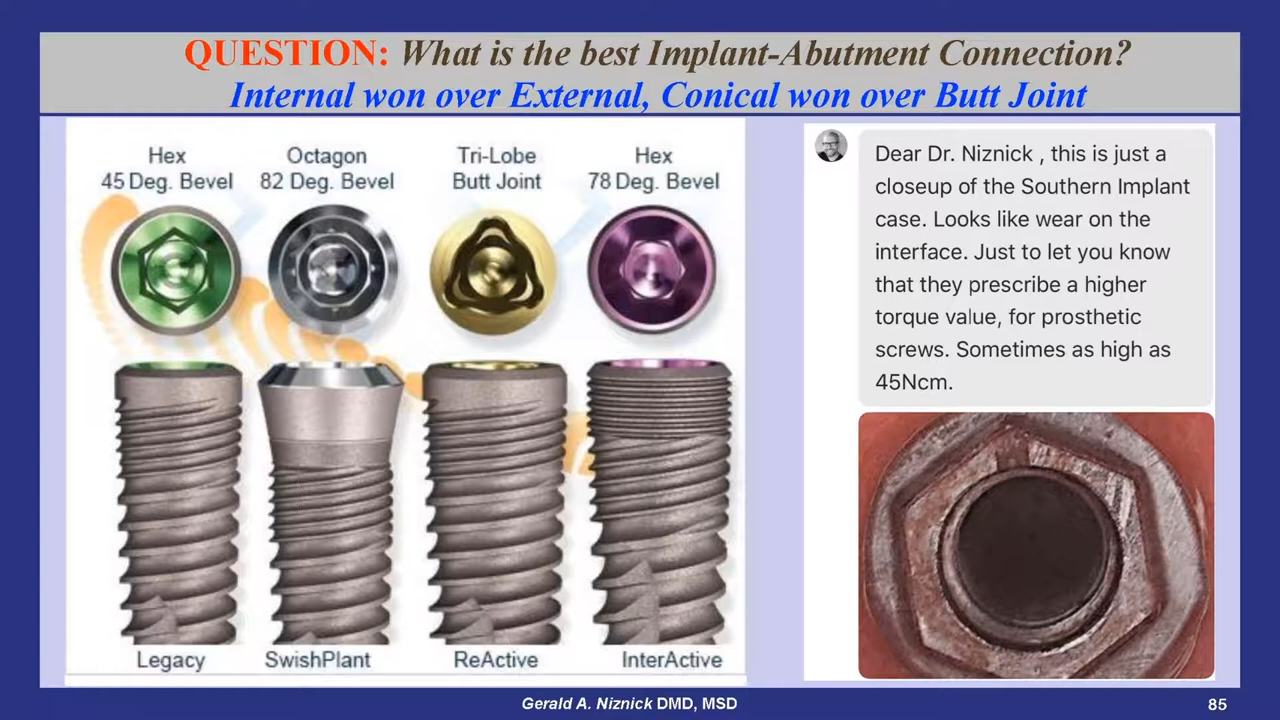 QUESTION: What is the best Implant-Abutment Connection?
Internal won over External, Conical won over Butt Joint
Hex
45 Deg. Bevel
Octagon
82 Deg. Bevel
Tri-Lobe
Butt Joint
Hex
78 Deg. Bevel
Legacy
SwishPlant
ReActive
InterActive
Dear Dr. Niznick , this is just a
closeup of the Southern Implant
case. Looks like wear on the
interface. Just to let you know
that they prescribe a higher
torque value, for prosthetic
screws. Sometimes as high as
45Ncm.
Gerald A. Niznick DMD, MSD
85